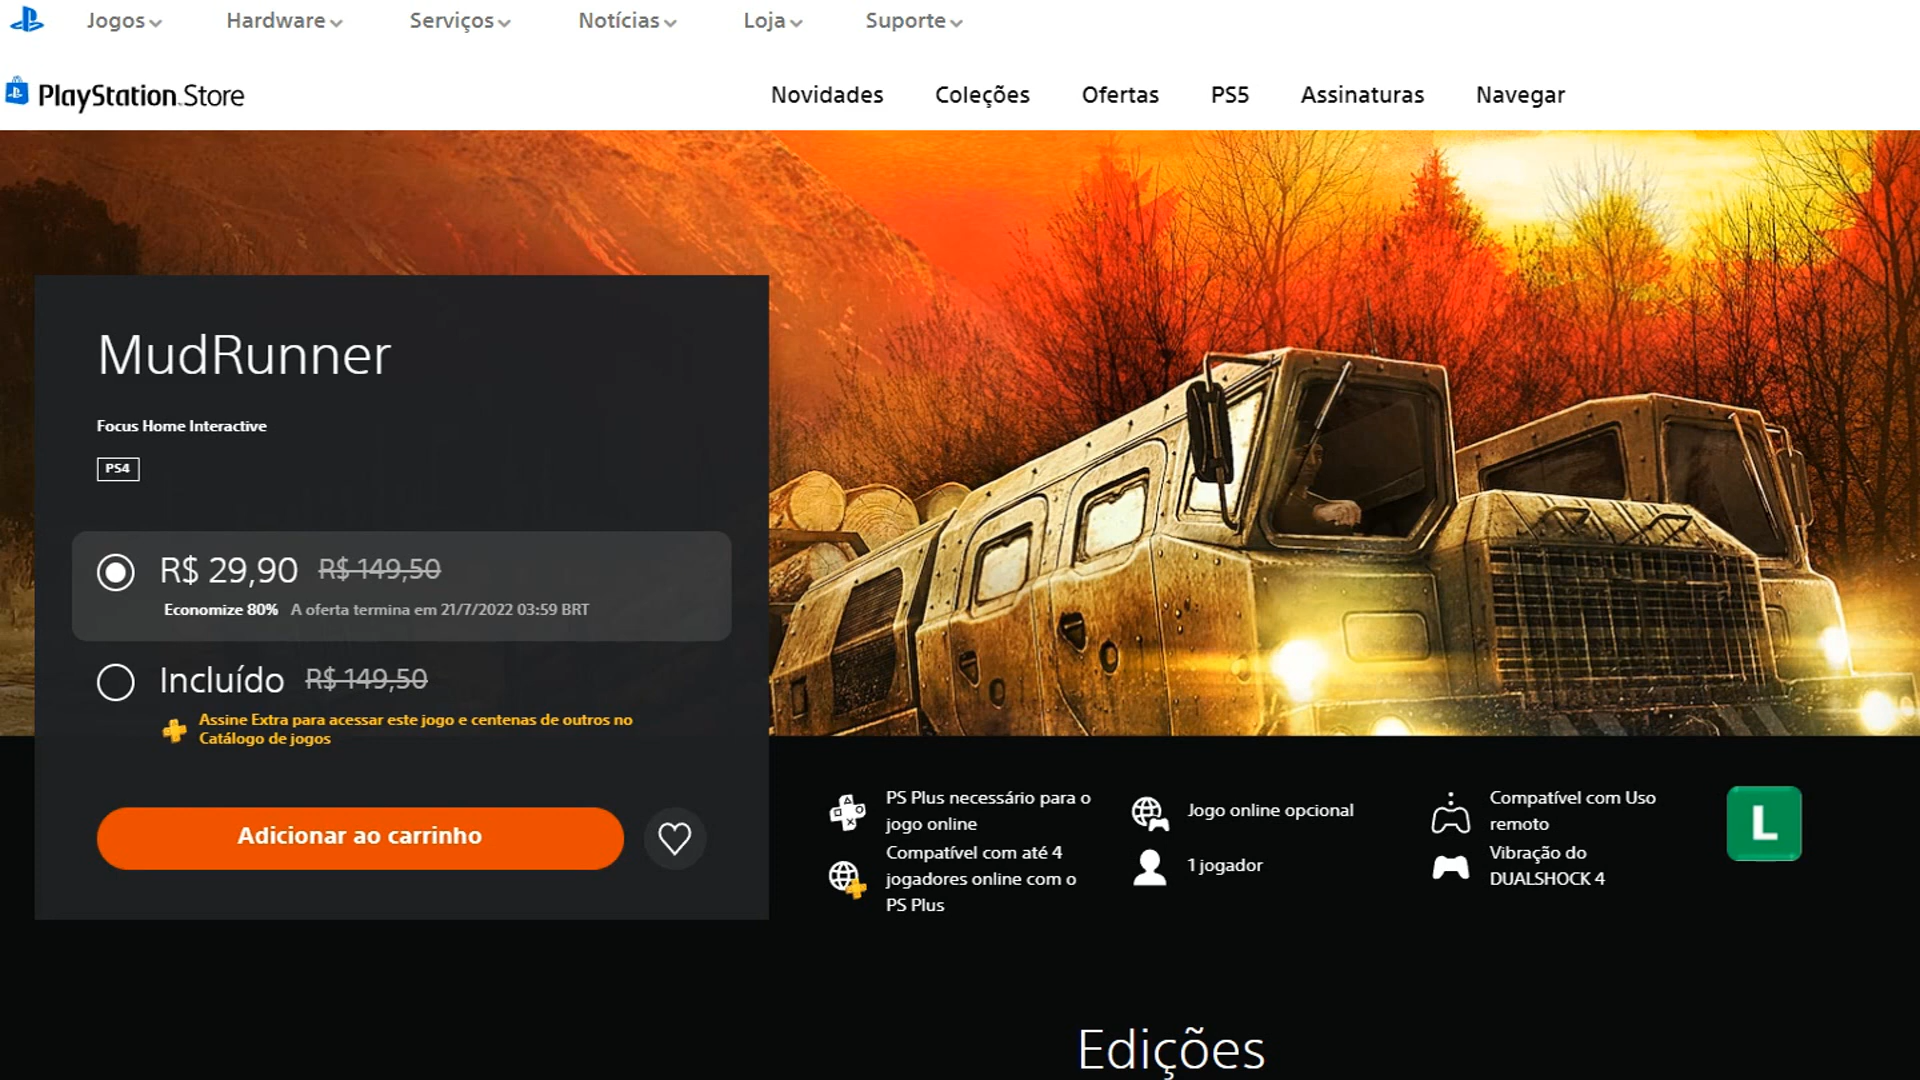 Jogos
Hardware
Serviços
Notícias
Loja
Suporte
PlayStation Store
Novidades
Coleções
Ofertas
PS5
Assinaturas
Navegar
MudRunner
Focus Home Interactive
PS4
R$ 29,90 R$ 149,50
Economize 80% A oferta termina em 21/7/2022 03:59 BRT
Incluído R$ 149,50
Assine Extra para acessar este jogo e centenas de outros no
Catálogo de jogos
Adicionar ao carrinho
PS Plus necessário para o
jogo online
Compatível com até 4
jogadores online com o
PS Plus
Jogo online opcional
1 jogador
Compatível com Uso
remoto
Vibração do
DUALSHOCK 4
L
Edições